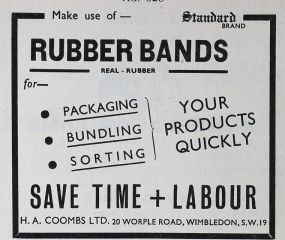 Make use of — Standard
BRAND
RUBBER BANDS
REAL - RUBBER
for—
• PACKAGING
• BUNDLING
• SORTING
YOUR
PRODUCTS
QUICKLY
SAVE TIME + LABOUR
H. A. COOMBS LTD. 20 WORPLE ROAD, WIMBLEDON, S.W.19